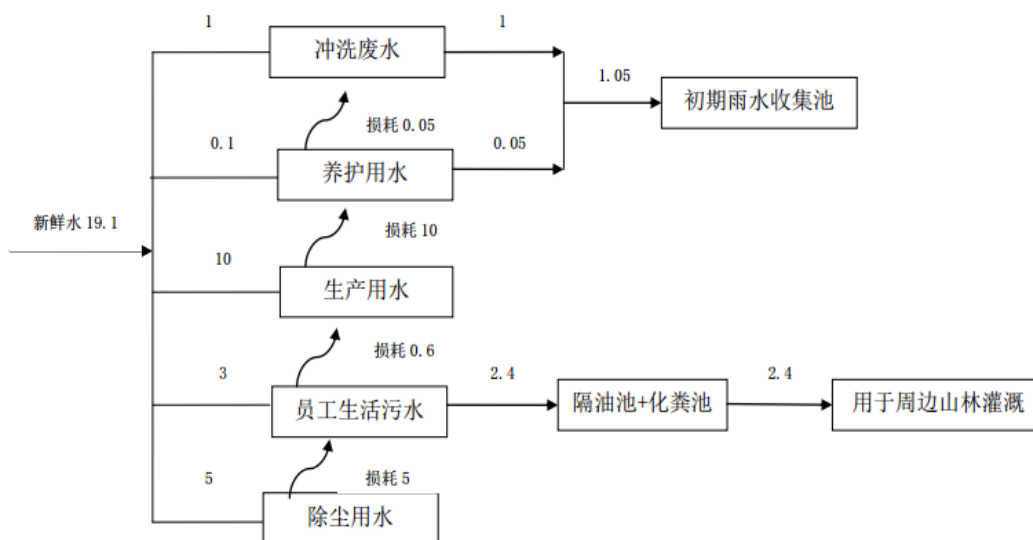 1
冲洗废水
1
1.05
初期雨水收集池
损耗 0.05
0.1
养护用水
0.05
新鲜水 19.1
损耗 10
10
生产用水
损耗 0.6
3
员工生活污水
2.4
隔油池+化粪池
2.4
用于周边山林灌溉
5
损耗 5
除尘用水